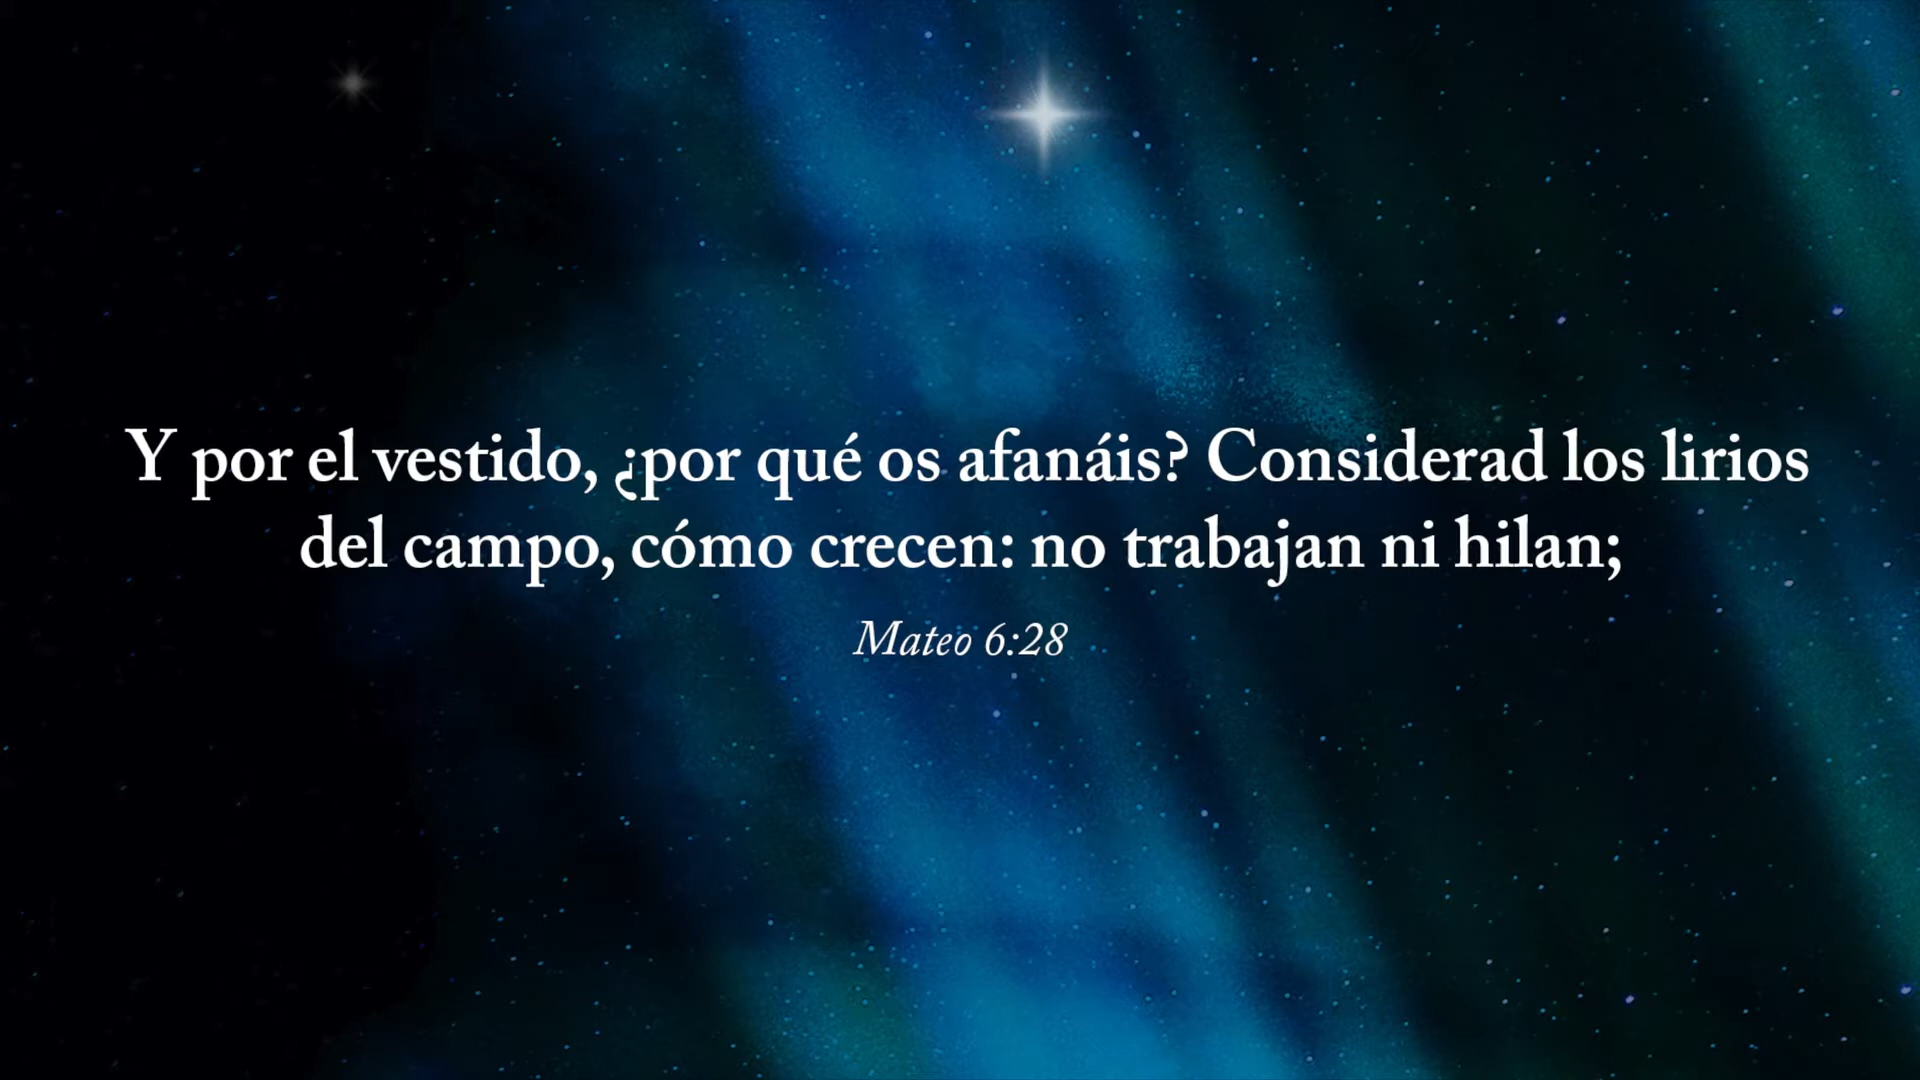 Y por el vestido, ¿por qué os afanáis? Considerad los lirios
del campo, cómo crecen: no trabajan ni hilan;
Mateo 6:28